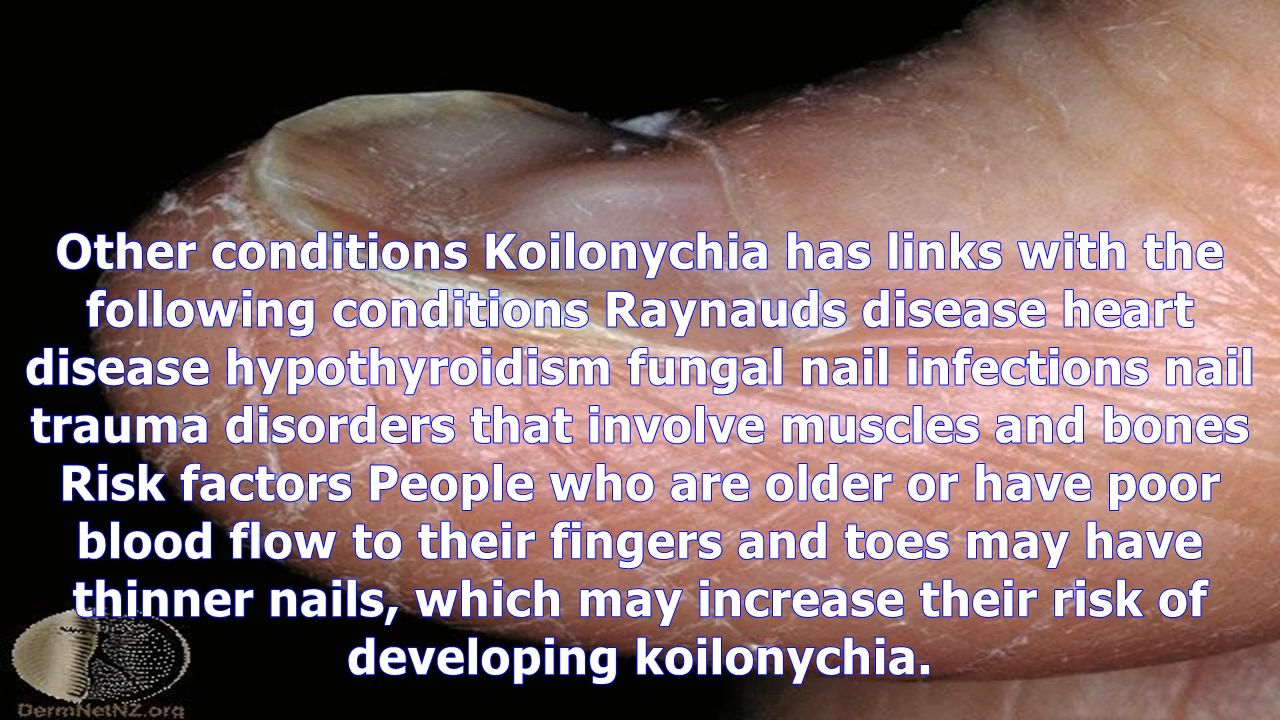 Other conditions Koilonychia has links with the
following conditions Raynauds disease heart
disease hypothyroidism fungal nail infections nail
trauma disorders that involve muscles and bones
Risk factors People who are older or have poor
blood flow to their fingers and toes may have
thinner nails, which may increase their risk of
developing koilonychia.
DermNetNZ.org